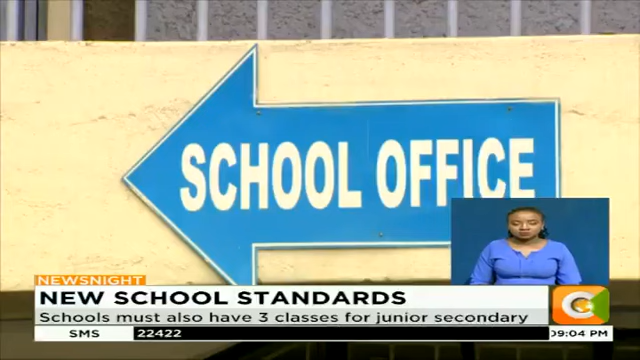 SCHOOL OFFICE
NEWSNIGHT
NEW SCHOOL STANDARDS
Schools must also have 3 classes for junior secondary
SMS 22422 09:04 PM